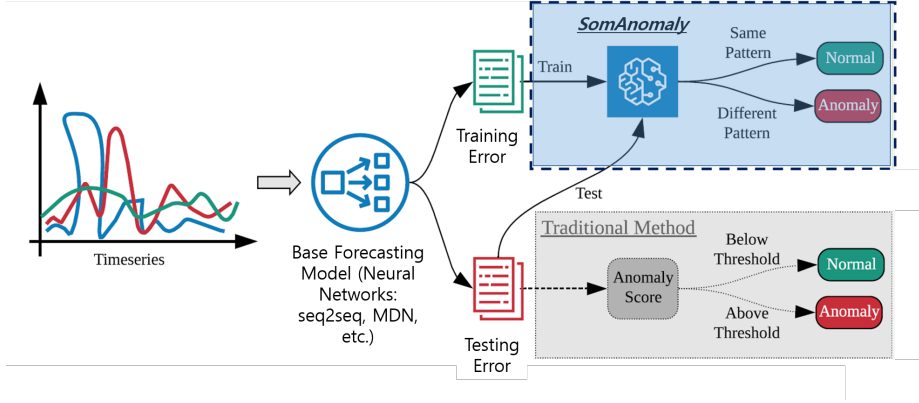 SomAnomaly
Same
Pattern
Normal
Train
Anomaly
Different
Pattern
Training
Error
Test
Timeseries
Base Forecasting
Model (Neural
Networks:
seq2seq, MDN,
etc.)
Testing
Error
Traditional Method
Below
Threshold
Normal
Anomaly
Score
Anomaly
Above
Threshold